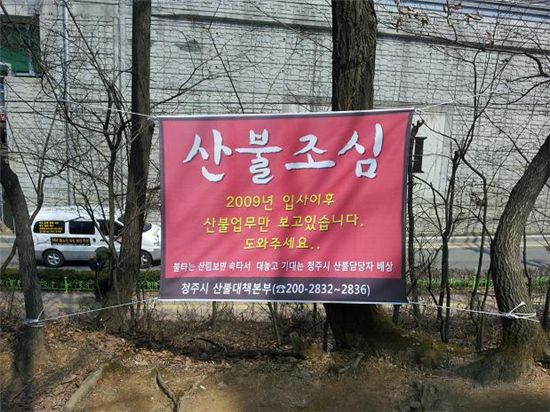 산불조심
2009년 입사이후
산불업무만 보고있습니다.
도와주세요..
불타는 산림보면 속타서 대놓고 기대는 청주시 산불담당자 배상
청주시 산불대책본부(☎200-2832~2836)